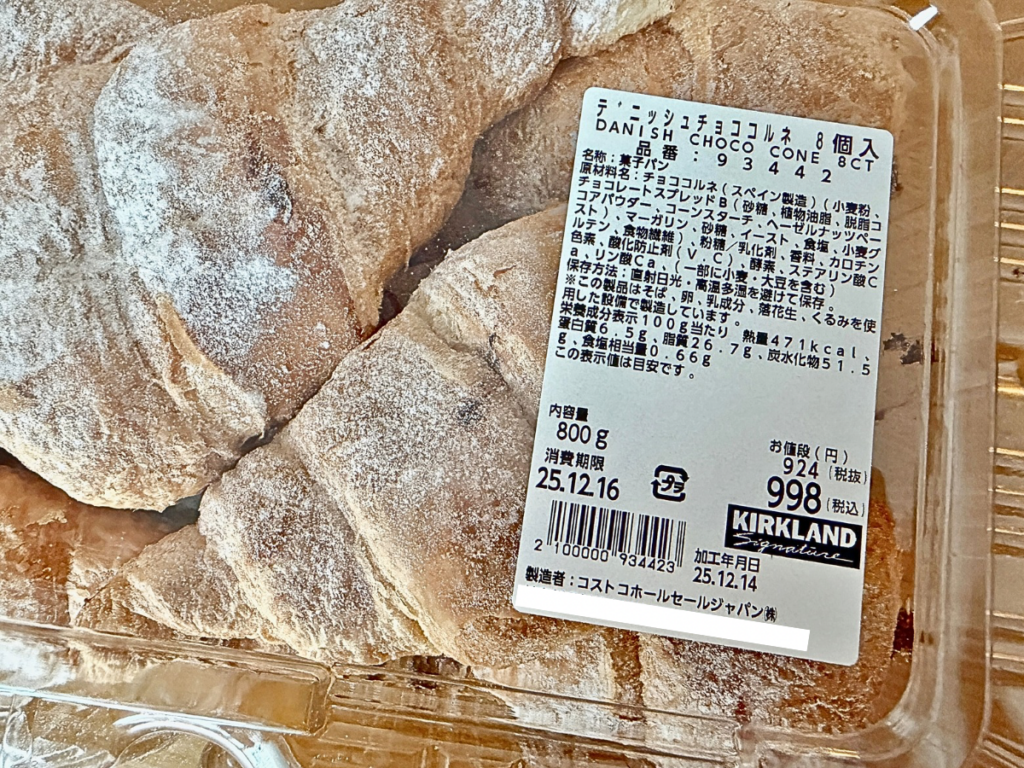 デニッシュチョココルネ 8個入
DANISH CHOCO CONE 8CT
品番:93442
名称:菓子パン
原材料名:チョココルネ(スペイン製造)(小麦粉、
チョコレートスプレッドB(砂糖、植物油脂、脱脂コ
コアパウダー、コーンスターチ、ヘーゼルナッツペー
スト)、マーガリン、砂糖、イースト、食塩、小麦グ
ルテン、食物繊維)、粉糖/乳化剤、香料、カロチン
色素、酸化防止剤(V.C)、酵素、ステアリン酸C
a、リン酸Ca、(一部に小麦・大豆を含む)
保存方法:直射日光・高温多湿を避けて保存。
※この製品はそば、卵、乳成分、落花生、くるみを使
用した設備で製造しています。
栄養成分表示100g当たり 熱量471kcal、
蛋白質6.5g、脂質26.7g、炭水化物51.5
g、食塩相当量0.66g
この表示値は目安です。
内容量
800g
消費期限
25.12.16
プラ
お値段(円)
924(税抜)
998(税込)
KIRKLAND
Signature
2 100000 934423
加工年月日
25.12.14
製造者:コストコホールセールジャパン㈱